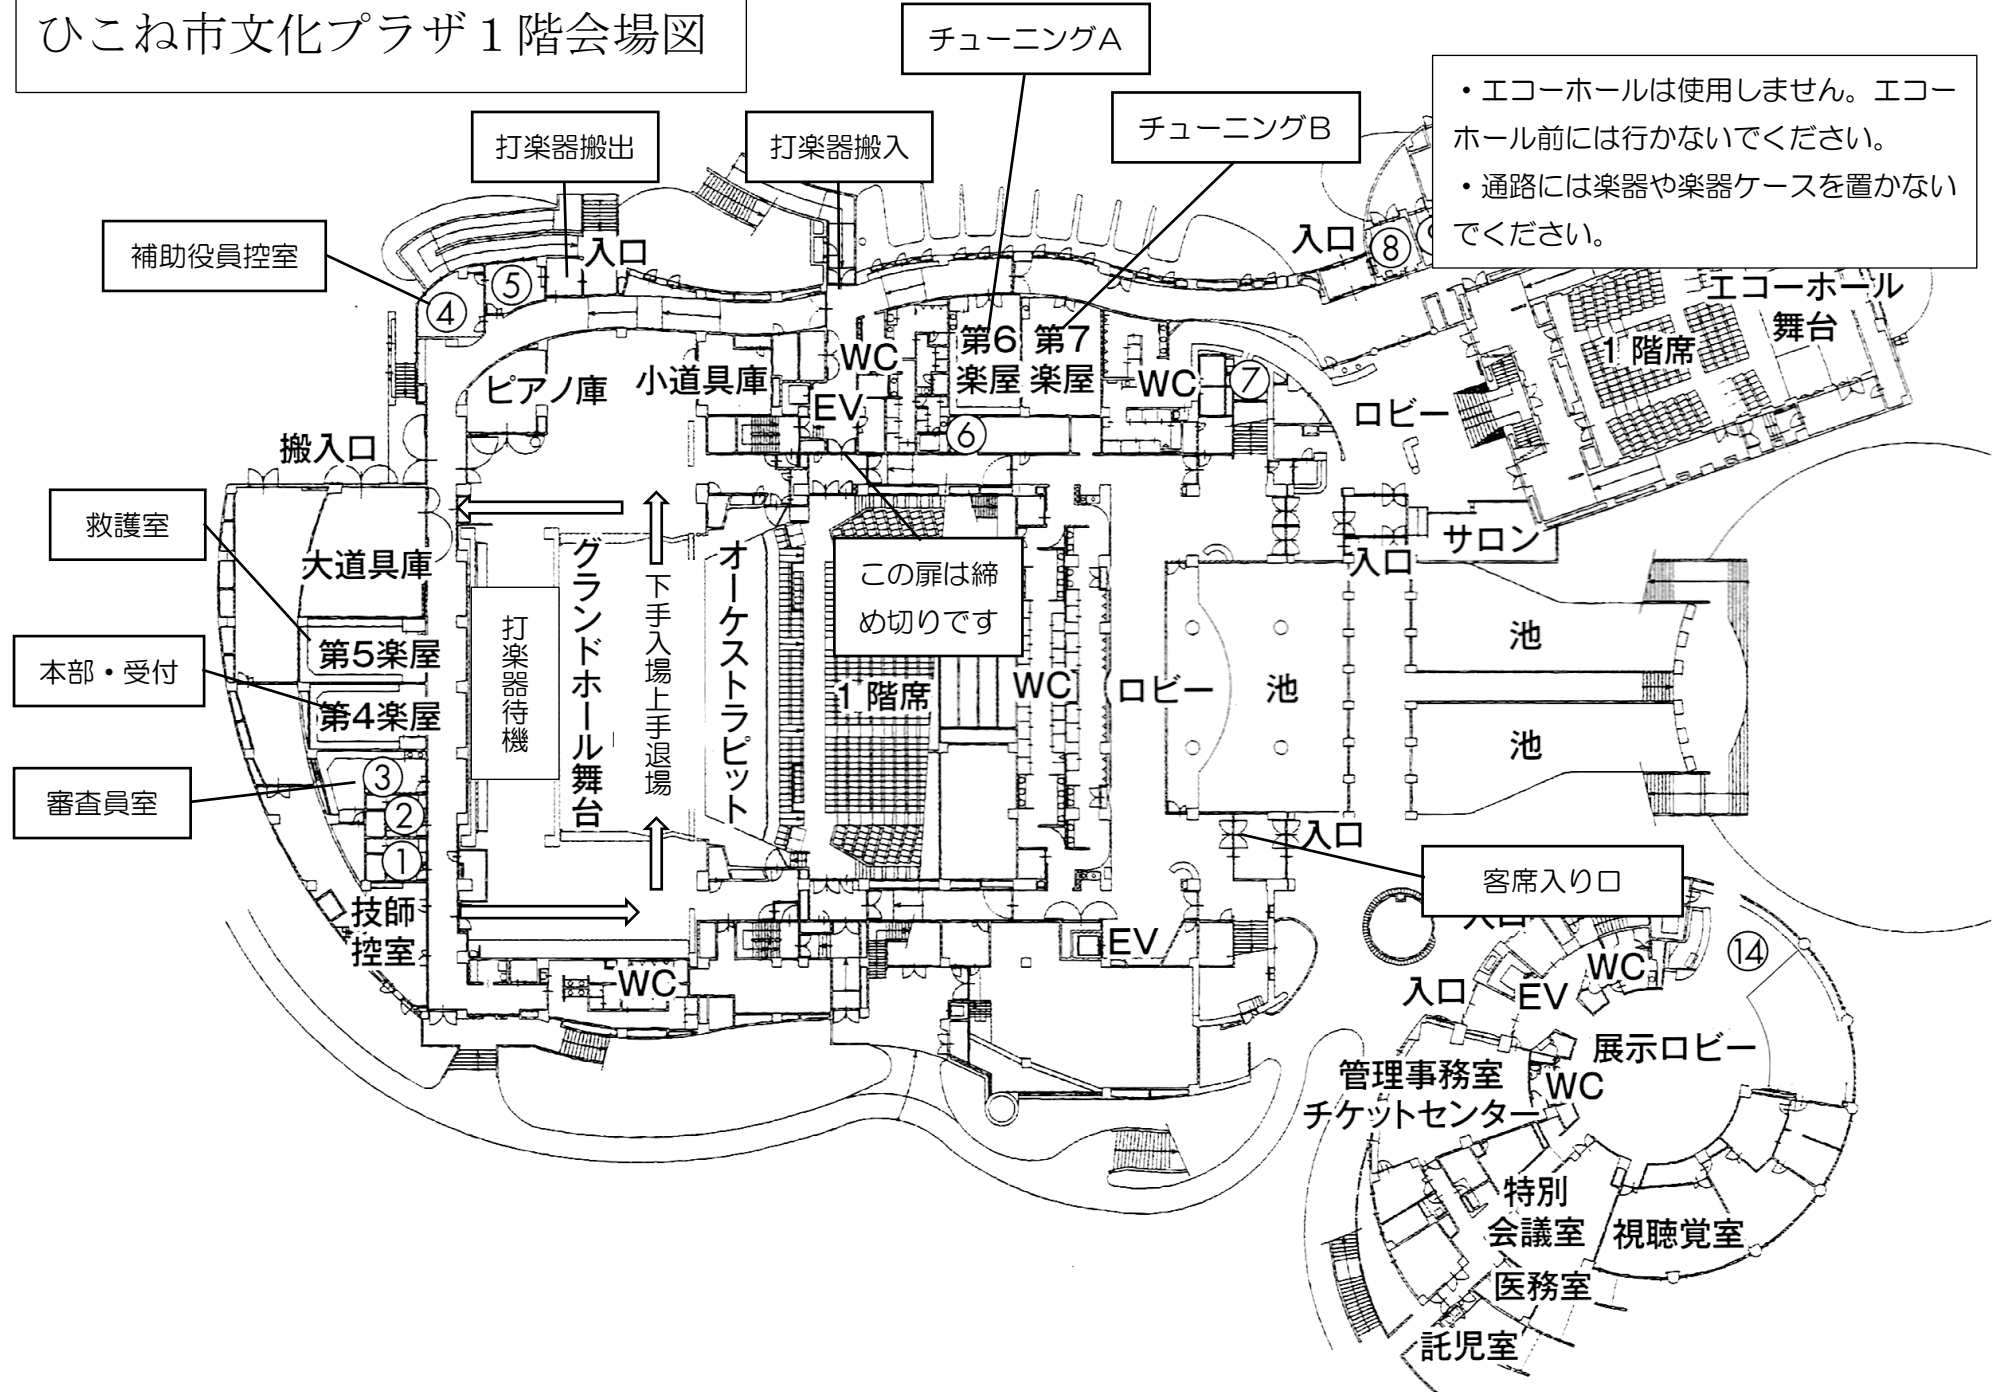 ひこね市文化プラザ１階会場図
チューニングA
・エコーホールは使用しません。エコー
ホール前には行かないでください。
・通路には楽器や楽器ケースを置かない
でください。
チューニングB
打楽器搬出
打楽器搬入
補助役員控室
入口
入口
⑧
④
⑤
エコーホール
舞台
1階席
第6
楽屋
第7
楽屋
WC
WC
⑦
ピアノ庫
小道具庫
EV
⑥
ロビー
搬入口
救護室
大道具庫
グランドホール舞台
下手入場上手退場
オーケストラピット
打楽器待機
この扉は締
め切りです
サロン
入口
第5楽屋
本部・受付
第4楽屋
1階席
WC
ロビー
池
池
池
審査員室
③
②
①
入口
客席入り口
技師
控室
WC
EV
入口
⑭
WC
入口
EV
展示ロビー
管理事務室
チケットセンター
WC
特別
会議室
視聴覚室
医務室
託児室